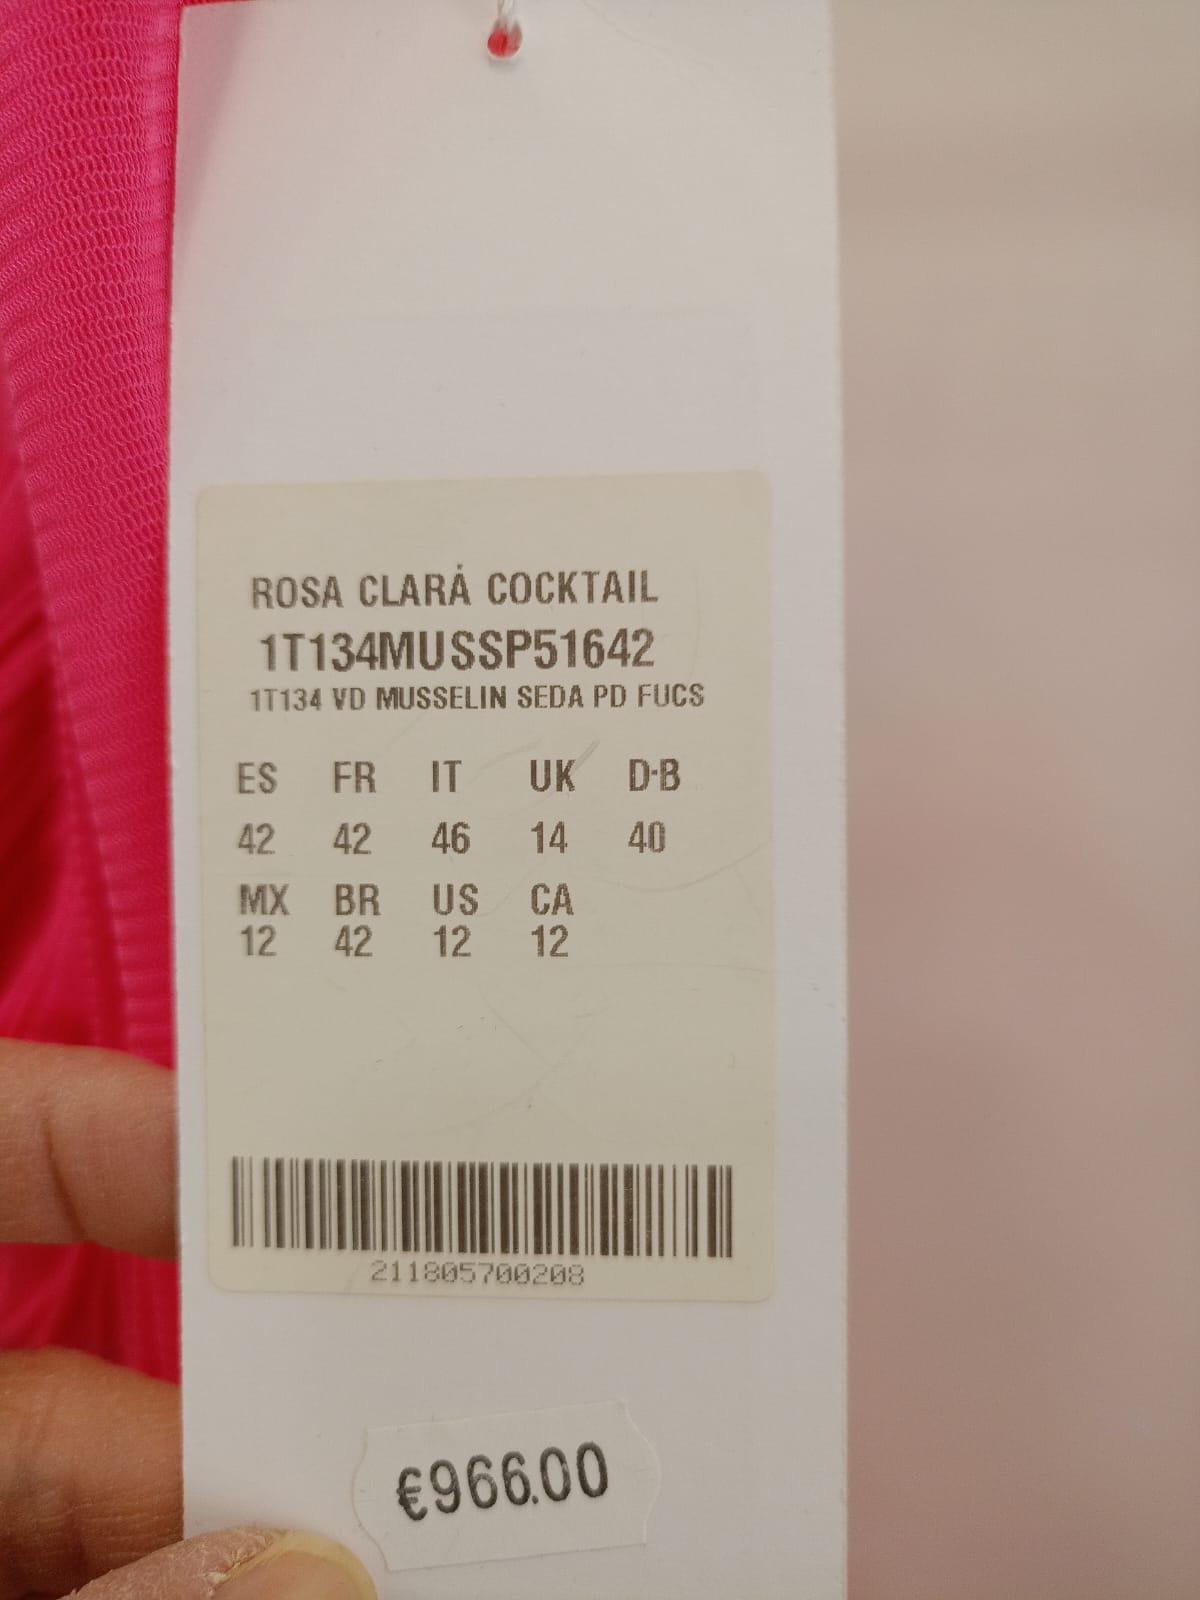 ROSA CLARÁ COCKTAIL
1T134MUSSP51642
1T134 VD MUSSELIN SEDA PD FUCS
ES FR IT UK D-B
42 42 46 14 40
MX BR US CA
12 42 12 12
211805700208
€966.00